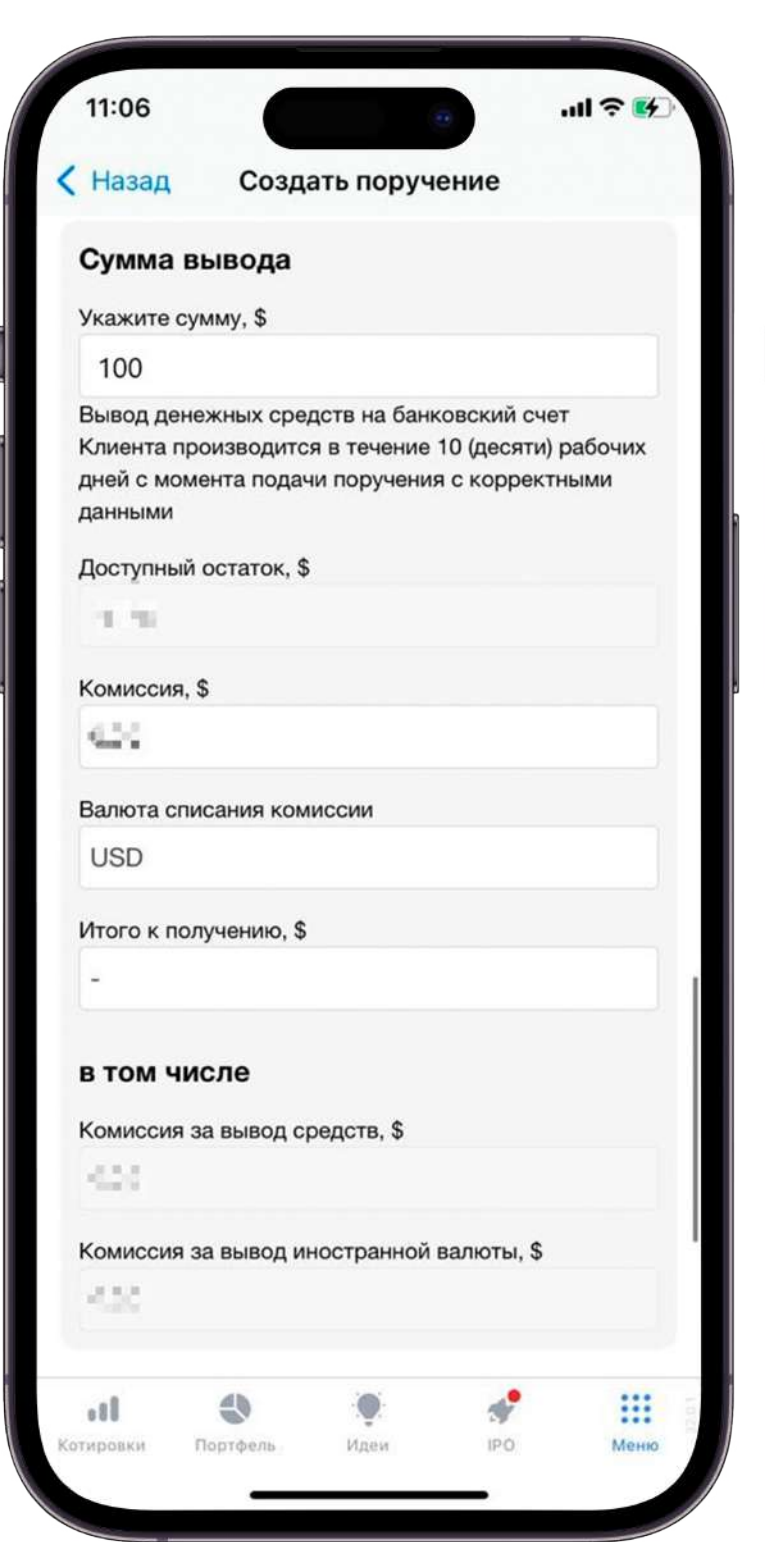 11:06
Назад
Создать поручение
Сумма вывода
Укажите сумму, $
100
Вывод денежных средств на банковский счет
Клиента производится в течение 10 (десяти) рабочих
дней с момента подачи поручения с корректными
данными
Доступный остаток, $
Комиссия, $
Валюта списания комиссии
USD
Итого к получению, $
-
в том числе
Комиссия за вывод средств, $
Комиссия за вывод иностранной валюты, $
Котировки
Портфель
Идеи
IPO
Меню